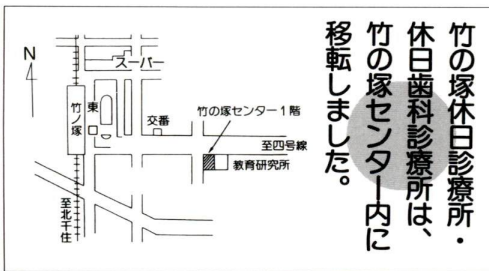 竹の塚休日診療所・
休日歯科診療所は、
竹の塚センター内に
移転しました。
N
スーパー
竹ノ塚
東
交番
竹の塚センター1階
至四号線
教育研究所
至北千住